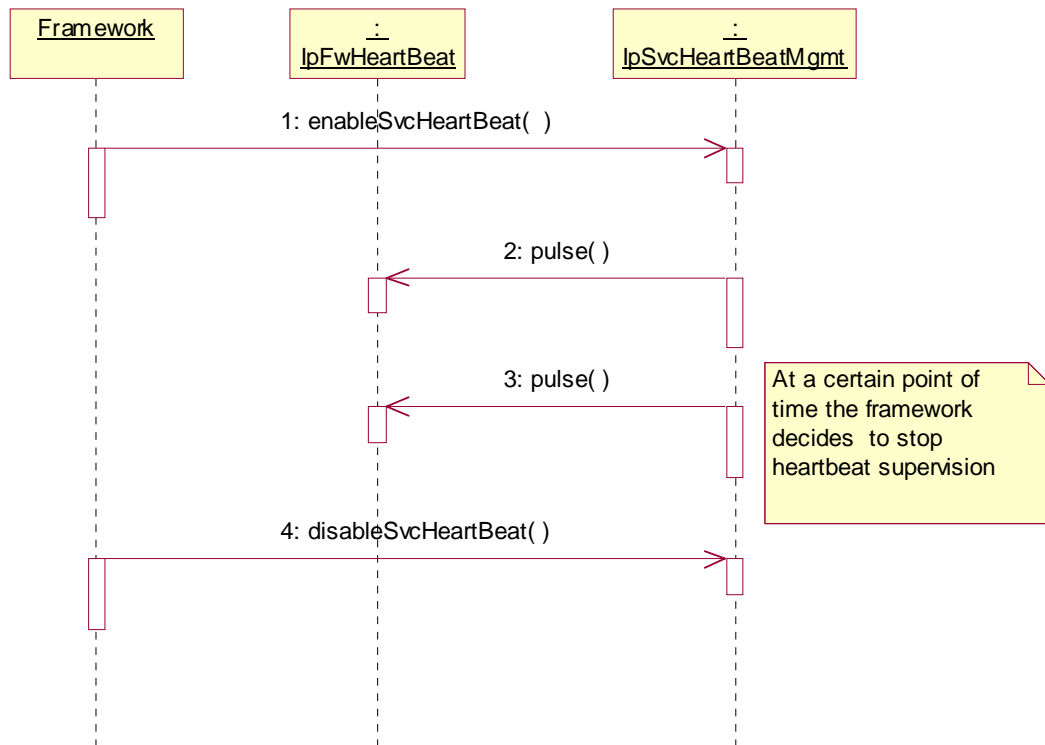 Framework
:
IpFwHeartBeat
:
IpSvcHeartBeatMgmt
1: enableSvcHeartBeat( )
2: pulse( )
3: pulse( )
At a certain point of
time the framework
decides to stop
heartbeat supervision
4: disableSvcHeartBeat( )